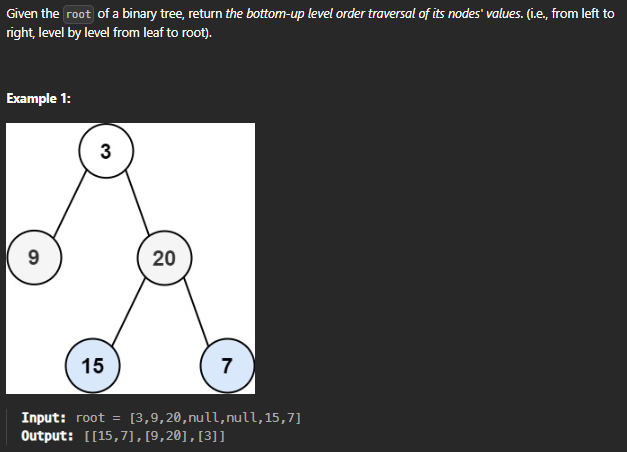 Given the root of a binary tree, return the bottom-up level order traversal of its nodes' values. (i.e., from left to
right, level by level from leaf to root).
Example 1:
3
9
20
15
7
Input: root = [3,9,20,null,null,15,7]
Output: [[15,7],[9,20],[3]]